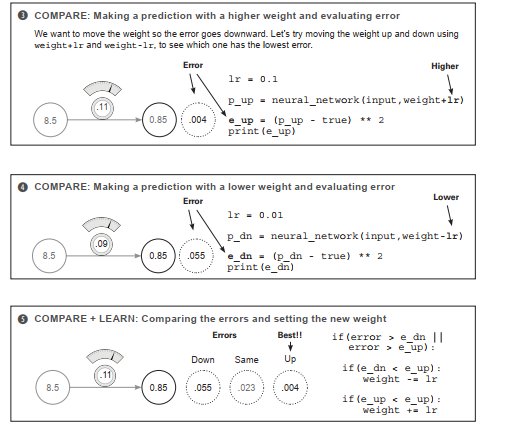 ❸ COMPARE: Making a prediction with a higher weight and evaluating error
We want to move the weight so the error goes downward. Let's try moving the weight up and down using
weight+lr and weight-lr, to see which one has the lowest error.
Error
Higher
lr = 0.1
p_up = neural_network(input,weight+lr)
e_up = (p_up - true) ** 2
print(e_up)
.11
8.5
0.85
.004
❹ COMPARE: Making a prediction with a lower weight and evaluating error
Error
Lower
lr = 0.01
p_dn = neural_network(input,weight-lr)
e_dn = (p_dn - true) ** 2
print(e_dn)
.09
8.5
0.85
.055
❺ COMPARE + LEARN: Comparing the errors and setting the new weight
Errors
Best!!
Down
Same
Up
.11
8.5
0.85
.055
.023
.004
if(error > e_dn ||
error > e_up):
if(e_dn < e_up):
weight -= lr
if(e_up < e_up):
weight += lr